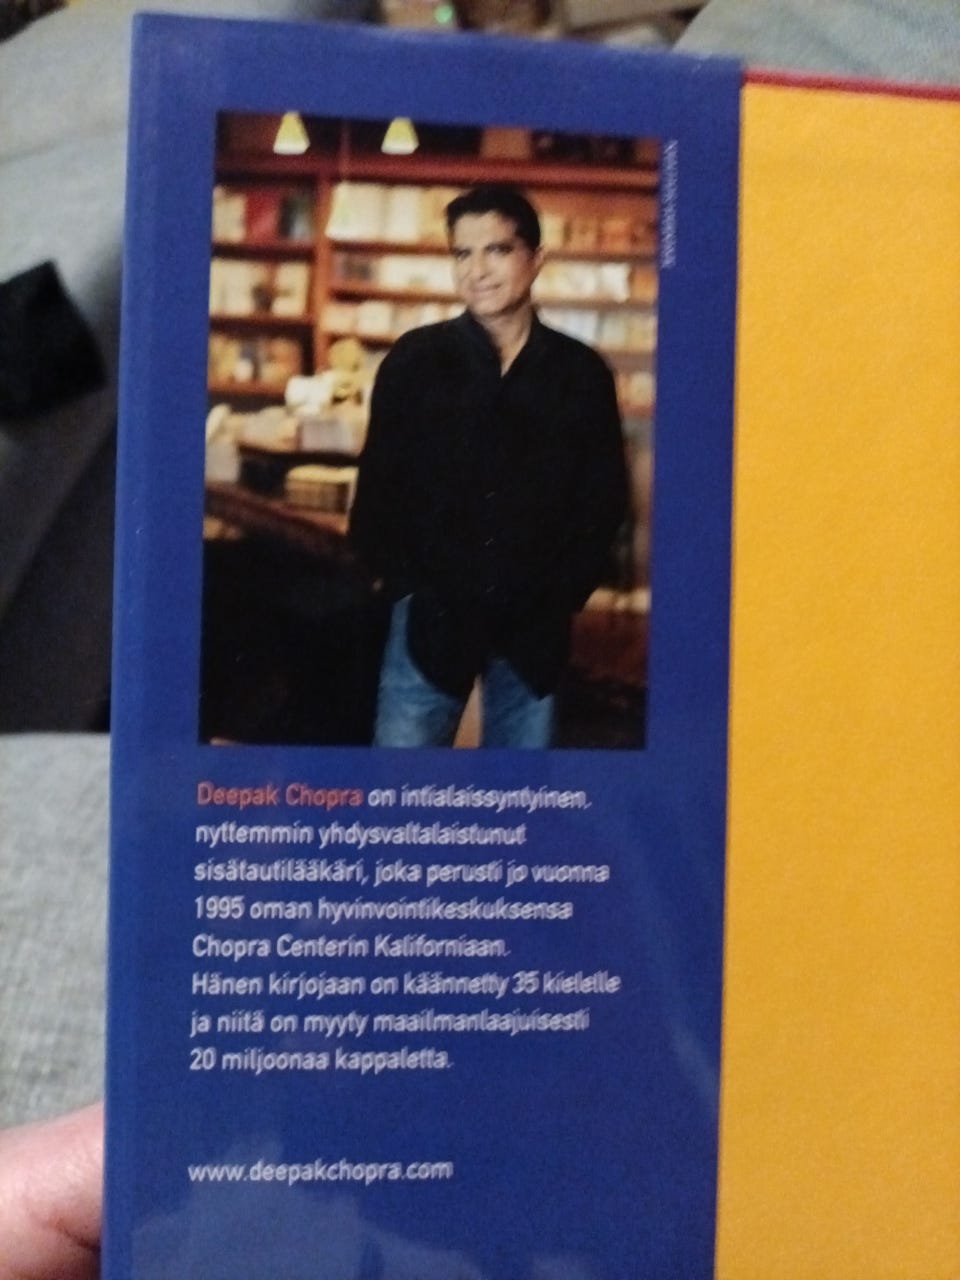 Deepak Chopra on intialaissyntyinen,
nyttemmin yhdysvaltalaistunut
sisätautilääkäri, joka perusti jo vuonna
1995 oman hyvinvointikeskuksensa
Chopra Centerin Kaliforniaan.
Hänen kirjojaan on käännetty 35 kielelle
ja niitä on myyty maailmanlaajuisesti
20 miljoonaa kappaletta.
www.deepakchopra.com